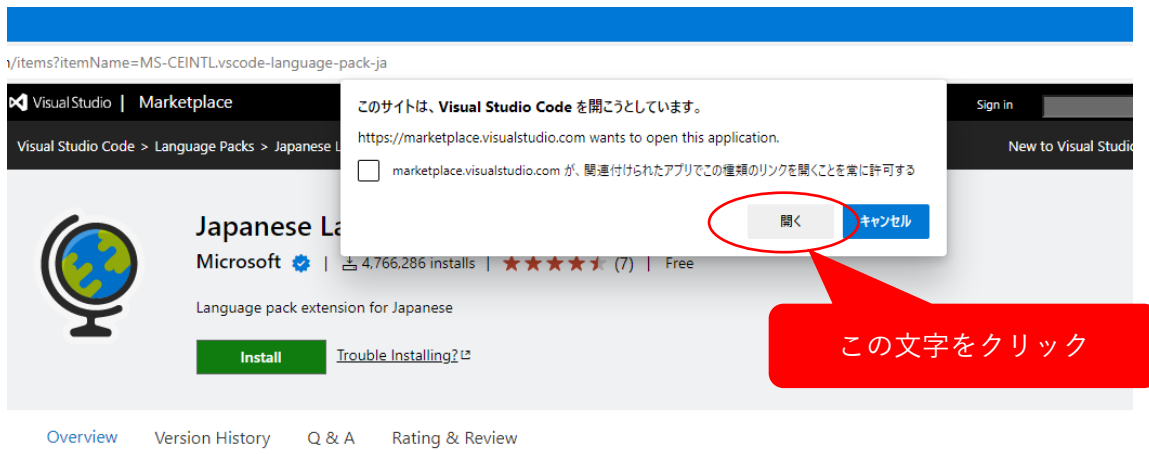 /items?itemName=MS-CEINTL.vscode-language-pack-ja
Visual Studio | Marketplace
Sign in
Visual Studio Code > Language Packs > Japanese L
New to Visual Studio
このサイトは、Visual Studio Code を開こうとしています。
https://marketplace.visualstudio.com wants to open this application.
marketplace.visualstudio.com が、関連付けられたアプリでこの種類のリンクを開くことを常に許可する
開く
キャンセル
Japanese La
Microsoft | 4,766,286 installs | (7) | Free
Language pack extension for Japanese
Install
Trouble Installing?
この文字をクリック
Overview
Version History
Q & A
Rating & Review